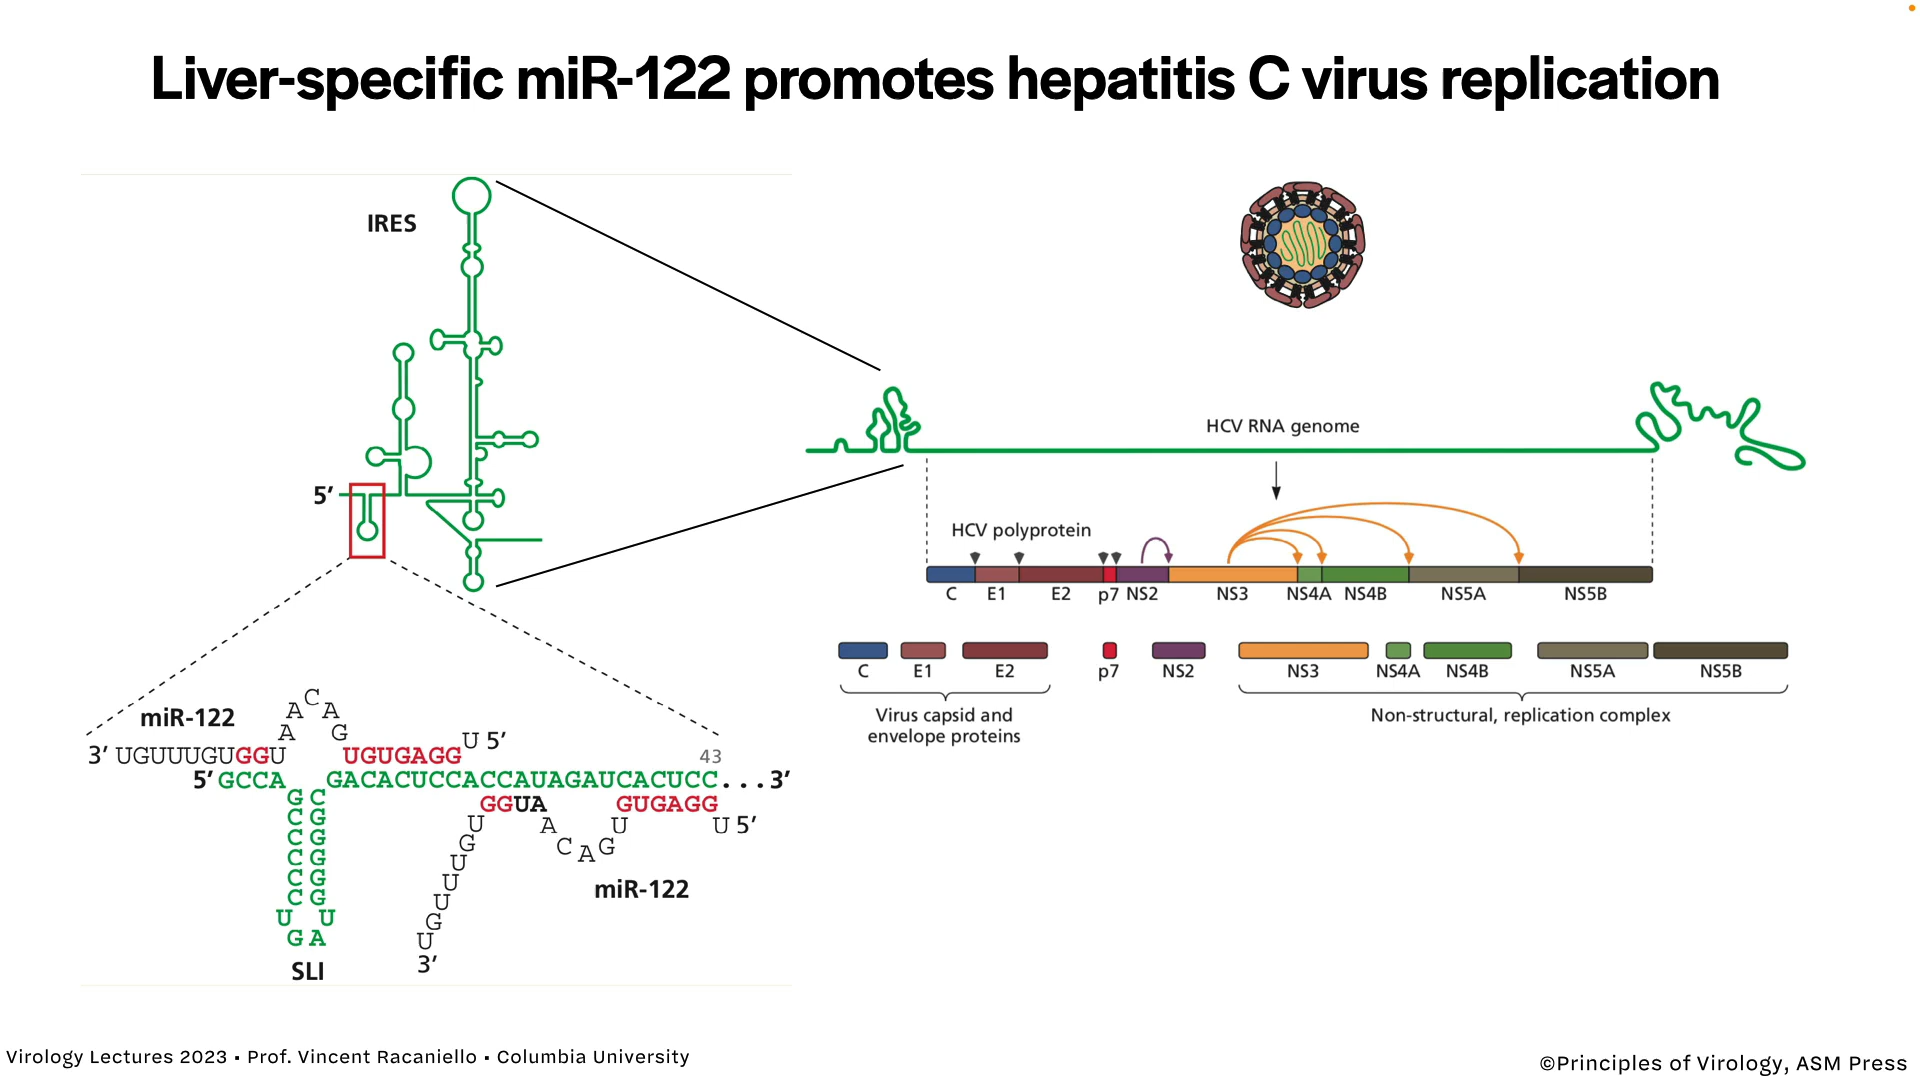 Liver-specific miR-122 promotes hepatitis C virus replication
IRES
5′
miR-122
A A C A G
3′ UGUUUGUGGU UGUGAGG U 5′
43
5′ GCCA GACACUCCACCAUAGAUCACUCC...3′
G C
C G
C G
C G
C G
C G
U U
G A
SLI
GGUA GUGAGG
U A U U 5′
G C A G
U
U
U
G
U
3′
miR-122
HCV RNA genome
HCV polyprotein
C E1 E2 p7 NS2 NS3 NS4A NS4B NS5A NS5B
C E1 E2 p7 NS2 NS3 NS4A NS4B NS5A NS5B
Virus capsid and
envelope proteins
Non-structural, replication complex
Virology Lectures 2023 • Prof. Vincent Racaniello • Columbia University
©Principles of Virology, ASM Press